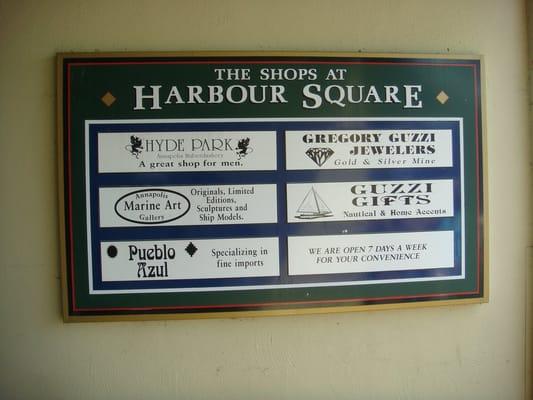 THE SHOPS AT
HARBOUR SQUARE
HYDE PARK
Annapolis Haberdashery
A great shop for men.
GREGORY GUZZI
JEWELERS
Gold & Silver Mine
Annapolis
Marine Art
Gallery
Originals, Limited
Editions,
Sculptures and
Ship Models.
GUZZI
GIFTS
Nautical & Home Accents
Pueblo
Azul
Specializing in
fine imports
WE ARE OPEN 7 DAYS A WEEK
FOR YOUR CONVENIENCE